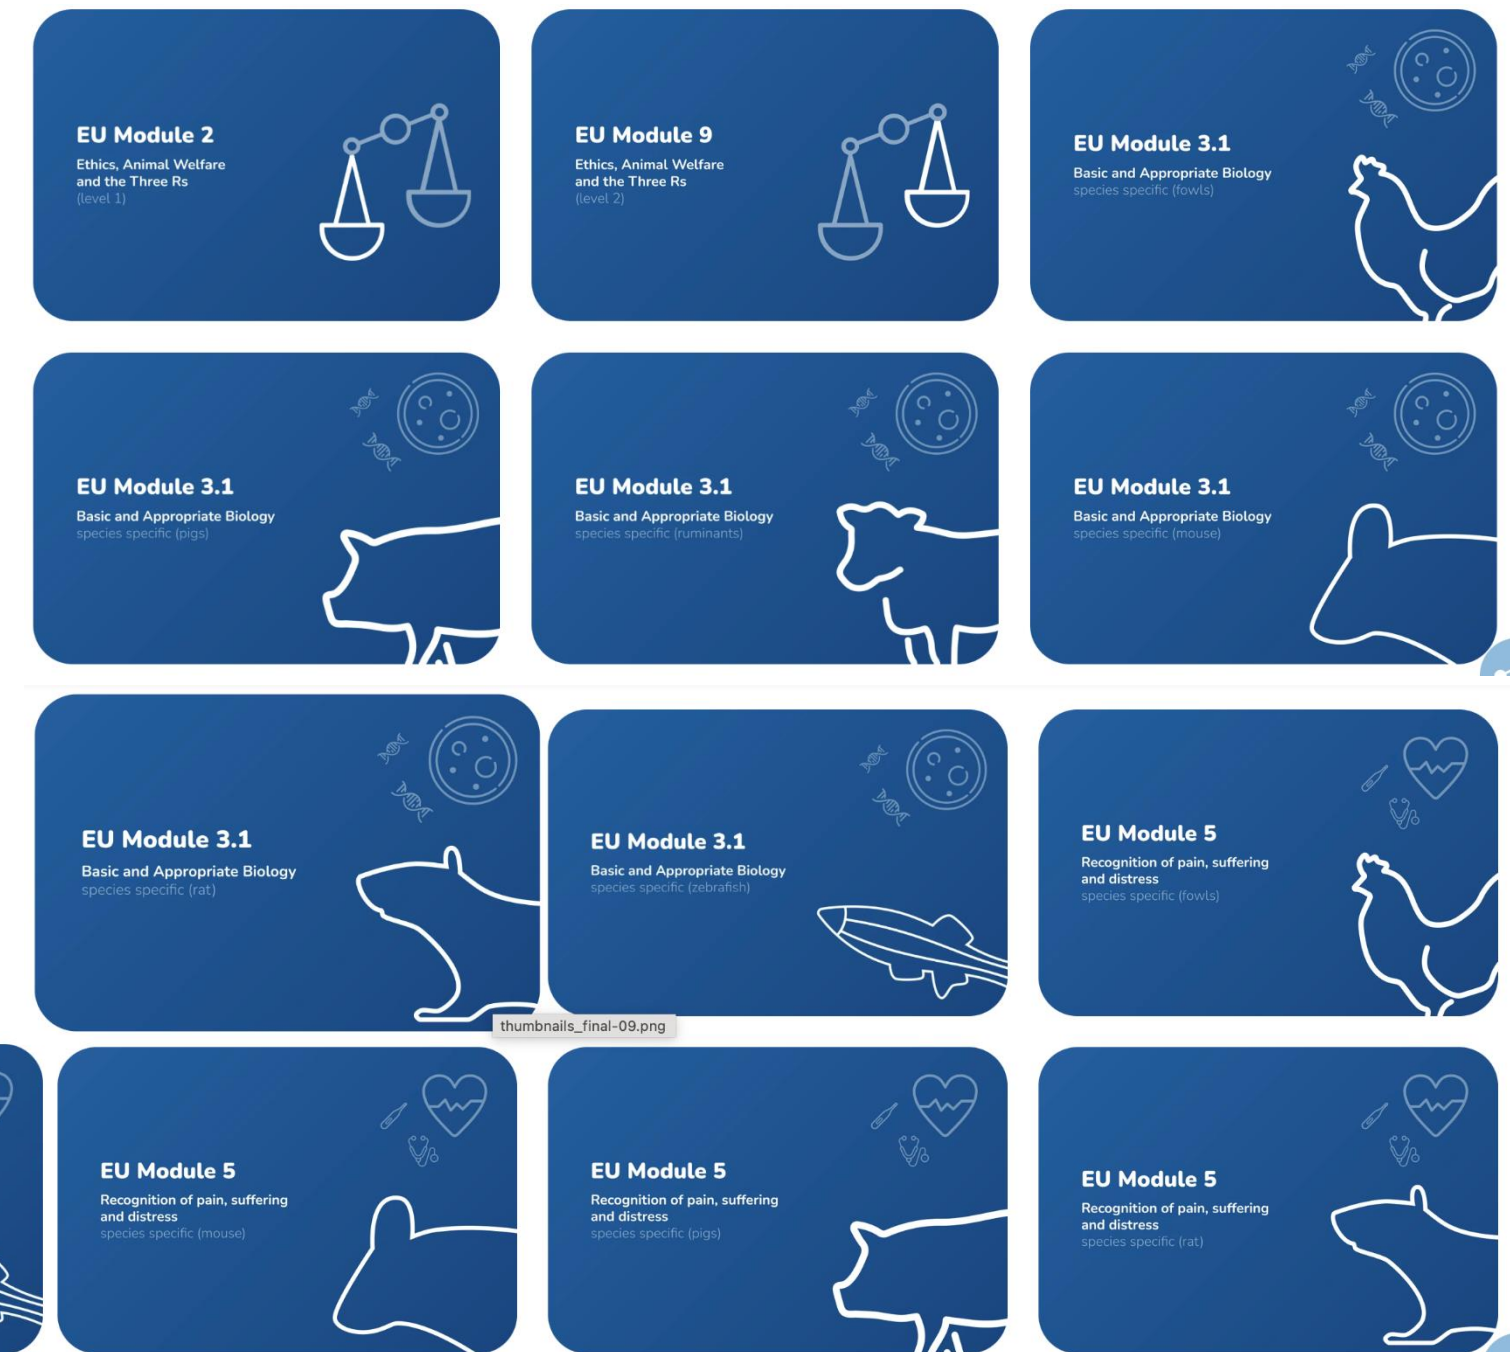 EU Module 2
Ethics, Animal Welfare
and the Three Rs
(level 1)
EU Module 9
Ethics, Animal Welfare
and the Three Rs
(level 2)
EU Module 3.1
Basic and Appropriate Biology
species specific (fowls)
EU Module 3.1
Basic and Appropriate Biology
species specific (pigs)
EU Module 3.1
Basic and Appropriate Biology
species specific (ruminants)
EU Module 3.1
Basic and Appropriate Biology
species specific (mouse)
EU Module 3.1
Basic and Appropriate Biology
species specific (rat)
EU Module 3.1
Basic and Appropriate Biology
species specific (zebrafish)
EU Module 5
Recognition of pain, suffering
and distress
species specific (fowls)
thumbnails_final-09.png
EU Module 5
Recognition of pain, suffering
and distress
species specific (mouse)
EU Module 5
Recognition of pain, suffering
and distress
species specific (pigs)
EU Module 5
Recognition of pain, suffering
and distress
species specific (rat)